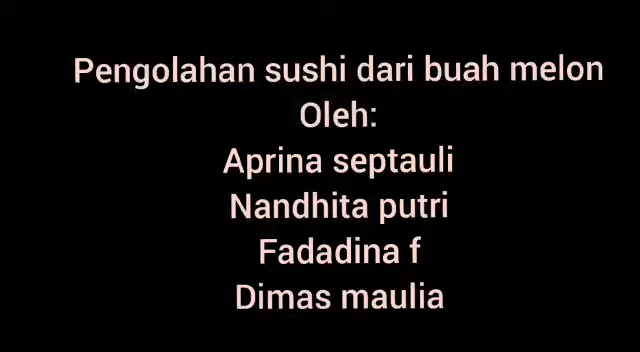 Pengolahan sushi dari buah melon
Oleh:
Aprina septauli
Nandhita putri
Fadadina f
Dimas maulia